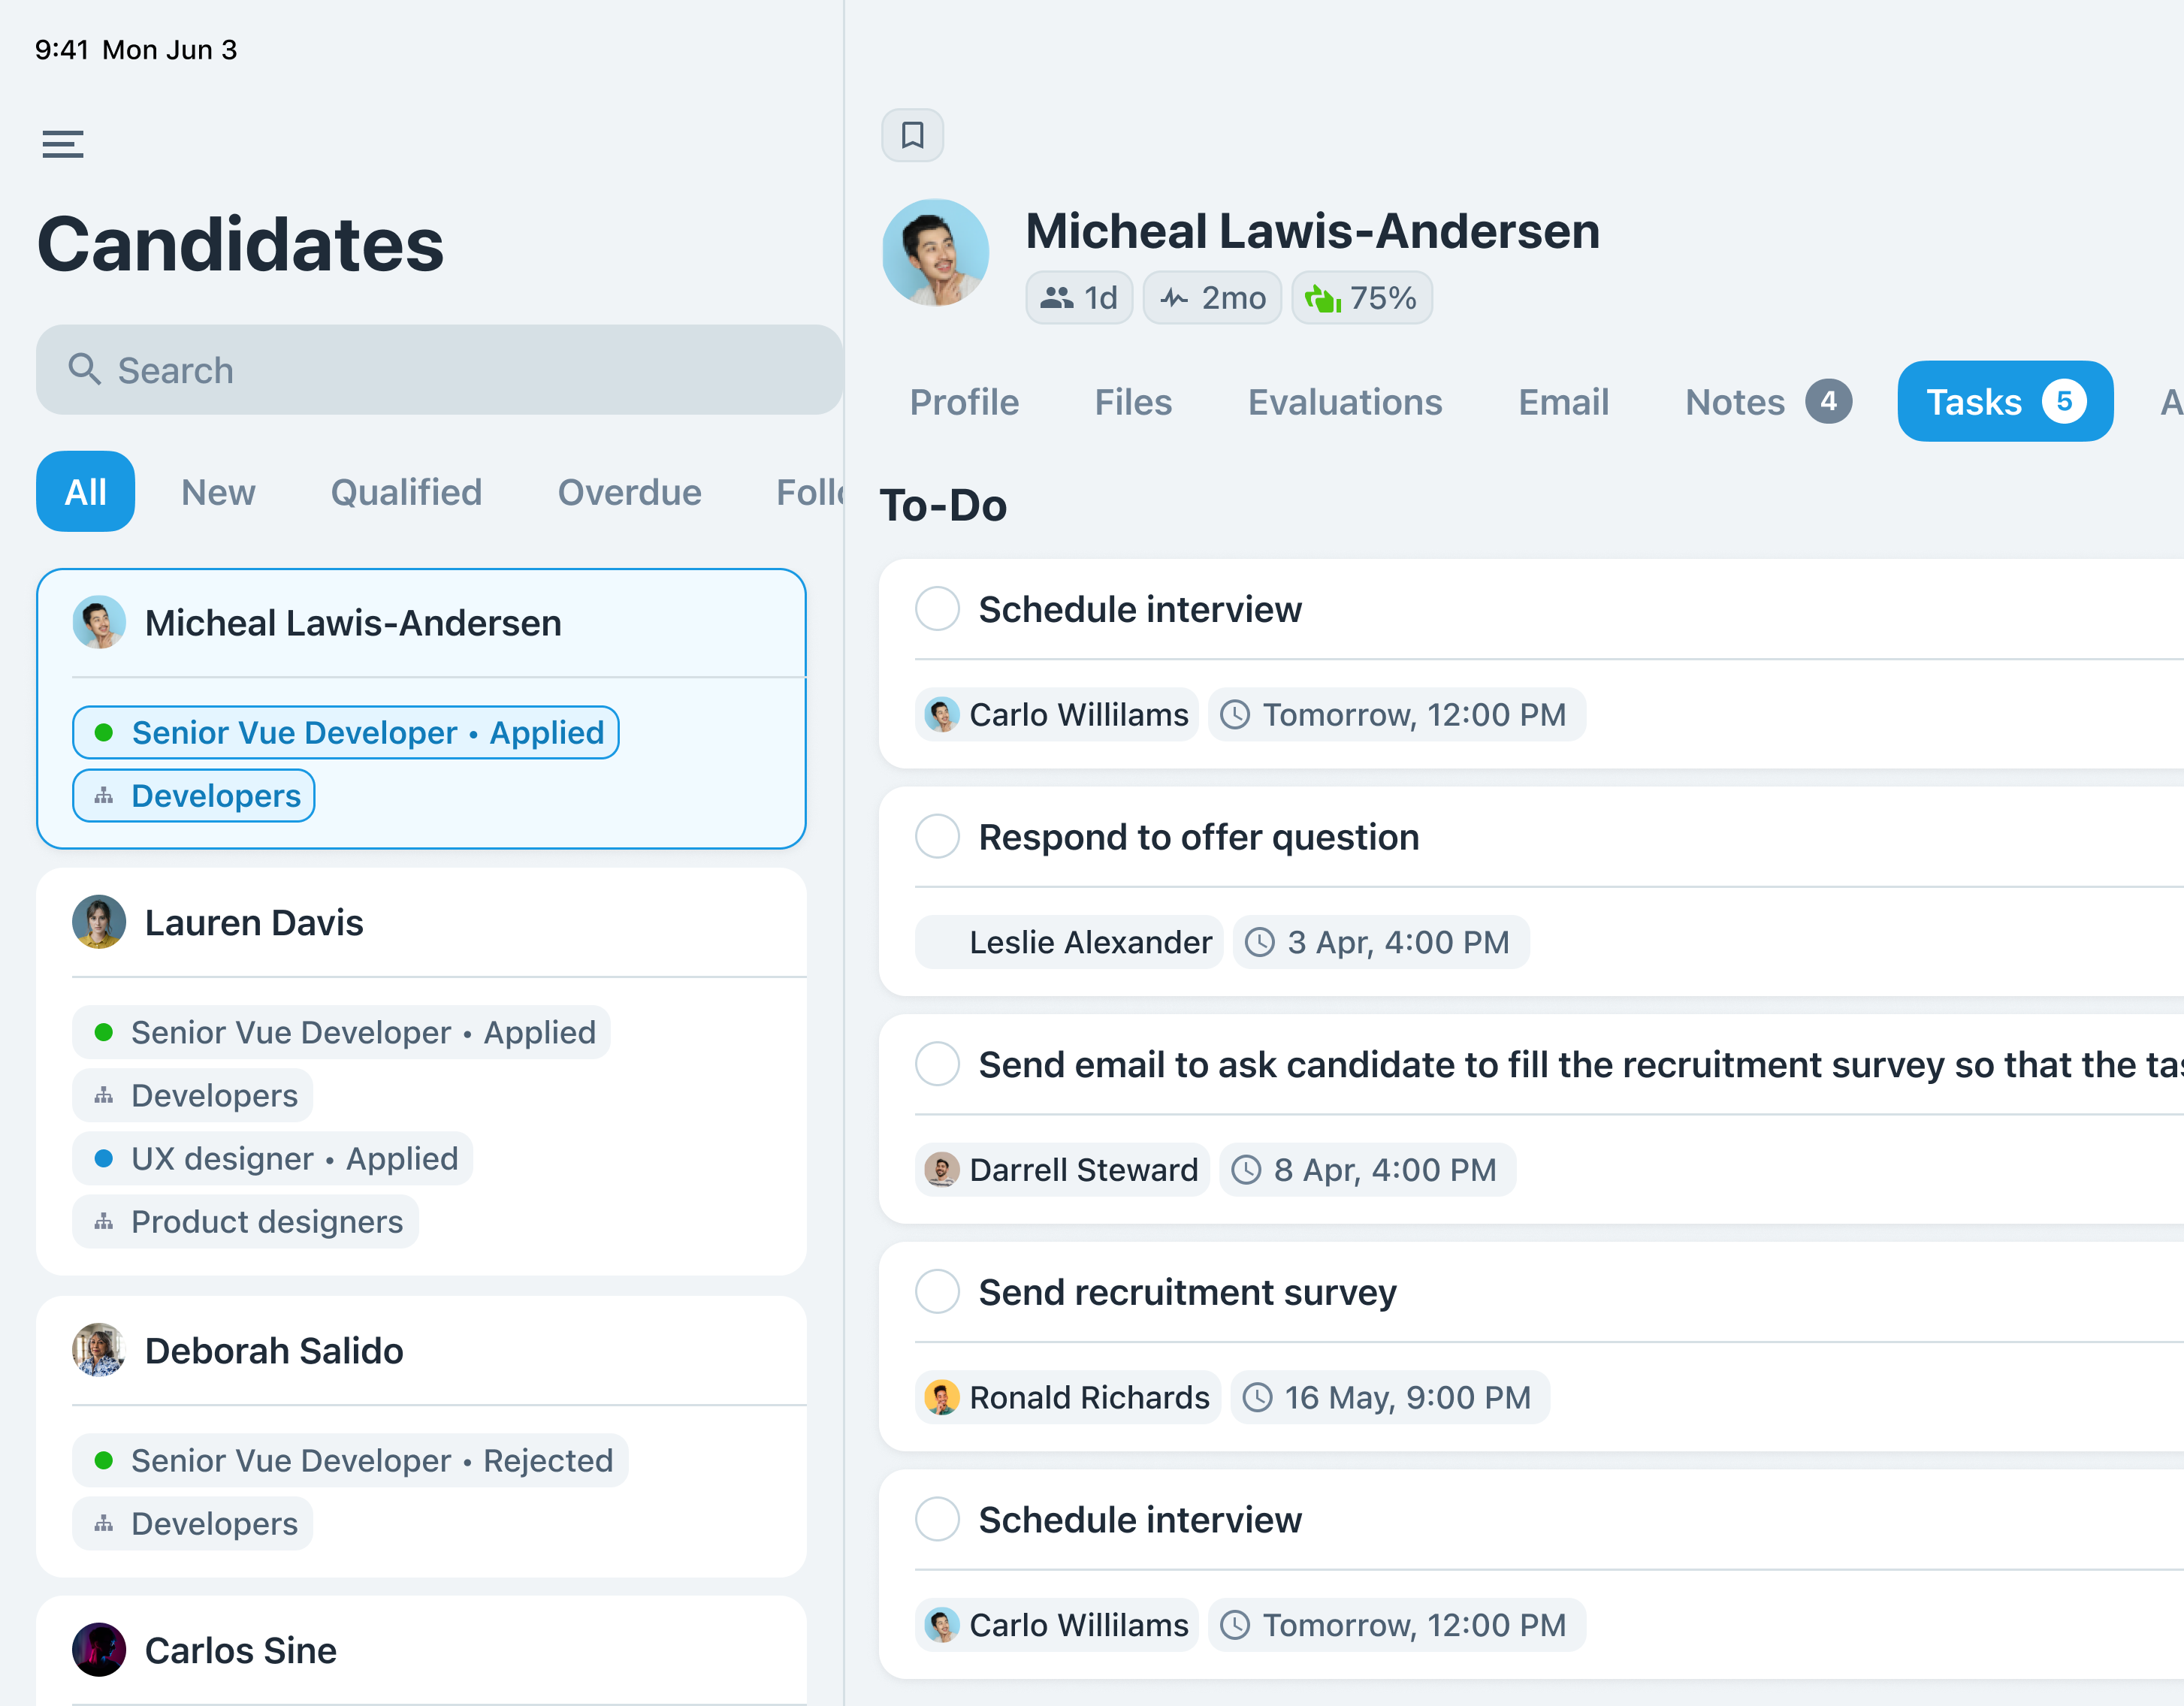 9:41 Mon Jun 3
Candidates
Search
All New Qualified Overdue Follo
Micheal Lawis-Andersen
Senior Vue Developer • Applied
Developers
Lauren Davis
Senior Vue Developer • Applied
Developers
UX designer • Applied
Product designers
Deborah Salido
Senior Vue Developer • Rejected
Developers
Carlos Sine
Micheal Lawis-Andersen
1d 2mo 75%
Profile Files Evaluations Email Notes 4 Tasks 5 A
To-Do
Schedule interview
Carlo Willilams Tomorrow, 12:00 PM
Respond to offer question
Leslie Alexander 3 Apr, 4:00 PM
Send email to ask candidate to fill the recruitment survey so that the tas
Darrell Steward 8 Apr, 4:00 PM
Send recruitment survey
Ronald Richards 16 May, 9:00 PM
Schedule interview
Carlo Willilams Tomorrow, 12:00 PM